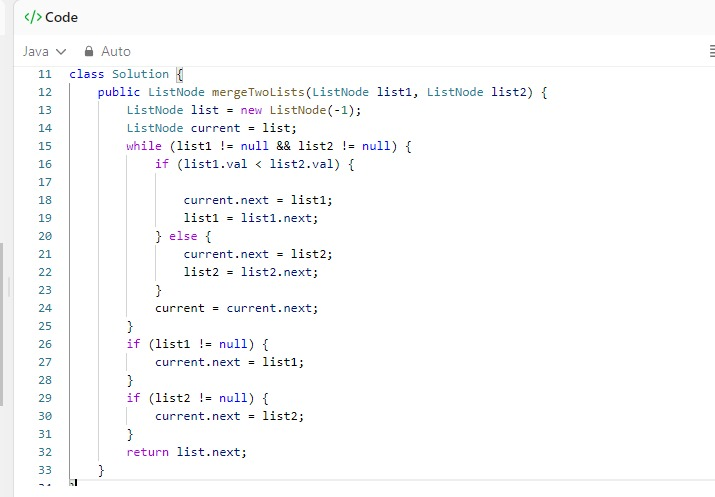 </> Code
Java Auto
11 class Solution {
12 public ListNode mergeTwoLists(ListNode list1, ListNode list2) {
13 ListNode list = new ListNode(-1);
14 ListNode current = list;
15 while (list1 != null && list2 != null) {
16 if (list1.val < list2.val) {
17
18 current.next = list1;
19 list1 = list1.next;
20 } else {
21 current.next = list2;
22 list2 = list2.next;
23 }
24 current = current.next;
25 }
26 if (list1 != null) {
27 current.next = list1;
28 }
29 if (list2 != null) {
30 current.next = list2;
31 }
32 return list.next;
33 }